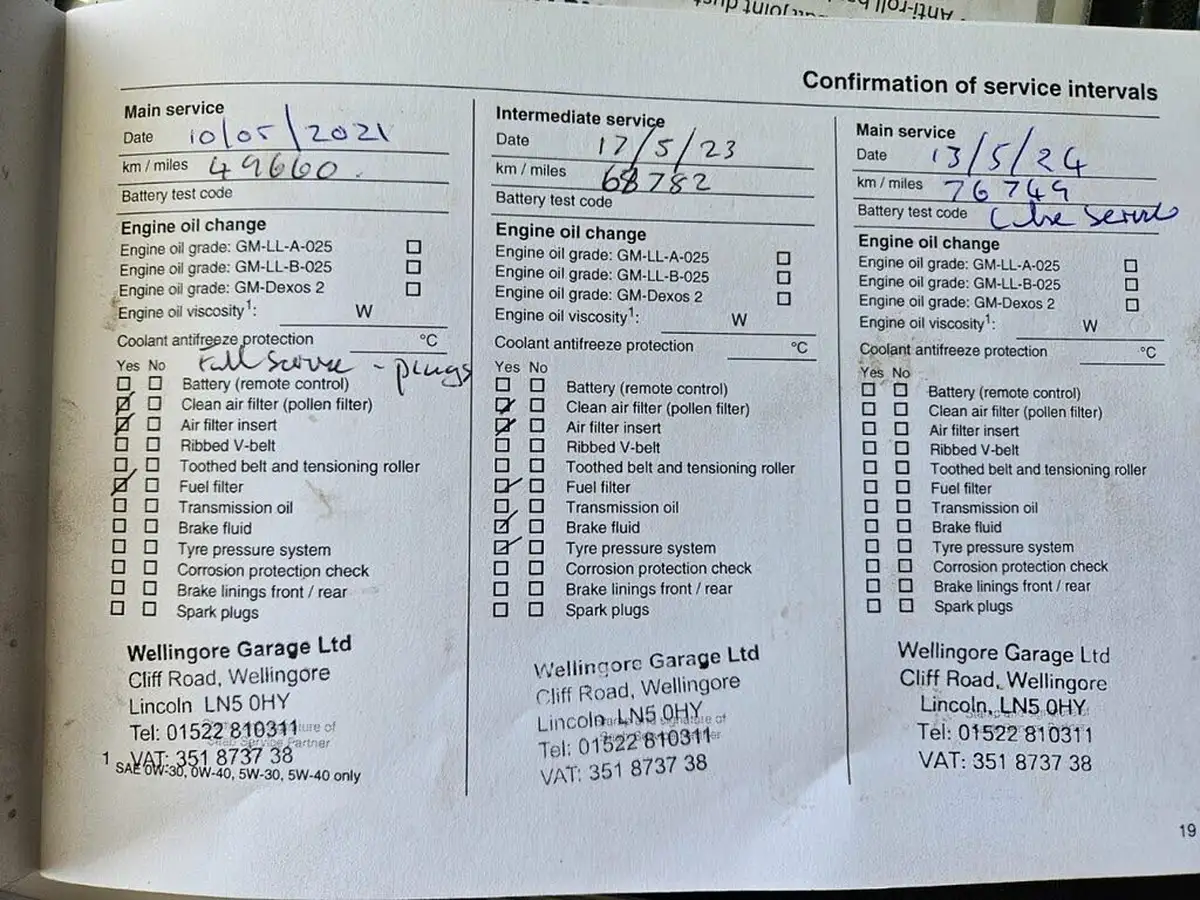 Confirmation of service intervals
Main service
Date 10/05/2021
km / miles 49660
Battery test code
Engine oil change
Engine oil grade: GM-LL-A-025
Engine oil grade: GM-LL-B-025
Engine oil grade: GM-Dexos 2
Engine oil viscosity1: W
Coolant antifreeze protection °C
Full Service - plugs
Yes No
Battery (remote control)
Clean air filter (pollen filter)
Air filter insert
Ribbed V-belt
Toothed belt and tensioning roller
Fuel filter
Transmission oil
Brake fluid
Tyre pressure system
Corrosion protection check
Brake linings front / rear
Spark plugs
Wellingore Garage Ltd
Cliff Road, Wellingore
Lincoln LN5 0HY
Tel: 01522 810311
VAT: 351 8737 38
1 SAE 0W-30, 0W-40, 5W-30, 5W-40 only
Intermediate service
Date 17/5/23
km / miles 68782
Battery test code
Engine oil change
Engine oil grade: GM-LL-A-025
Engine oil grade: GM-LL-B-025
Engine oil grade: GM-Dexos 2
Engine oil viscosity1: W
Coolant antifreeze protection °C
Yes No
Battery (remote control)
Clean air filter (pollen filter)
Air filter insert
Ribbed V-belt
Toothed belt and tensioning roller
Fuel filter
Transmission oil
Brake fluid
Tyre pressure system
Corrosion protection check
Brake linings front / rear
Spark plugs
Wellingore Garage Ltd
Cliff Road, Wellingore
Lincoln LN5 0HY
Tel: 01522 810311
VAT: 351 8737 38
Main service
Date 13/5/24
km / miles 76749
Battery test code
Engine oil change
Engine oil grade: GM-LL-A-025
Engine oil grade: GM-LL-B-025
Engine oil grade: GM-Dexos 2
Engine oil viscosity1: W
Coolant antifreeze protection °C
Yes No
Battery (remote control)
Clean air filter (pollen filter)
Air filter insert
Ribbed V-belt
Toothed belt and tensioning roller
Fuel filter
Transmission oil
Brake fluid
Tyre pressure system
Corrosion protection check
Brake linings front / rear
Spark plugs
Wellingore Garage Ltd
Cliff Road, Wellingore
Lincoln, LN5 0HY
Tel: 01522 810311
VAT: 351 8737 38
19